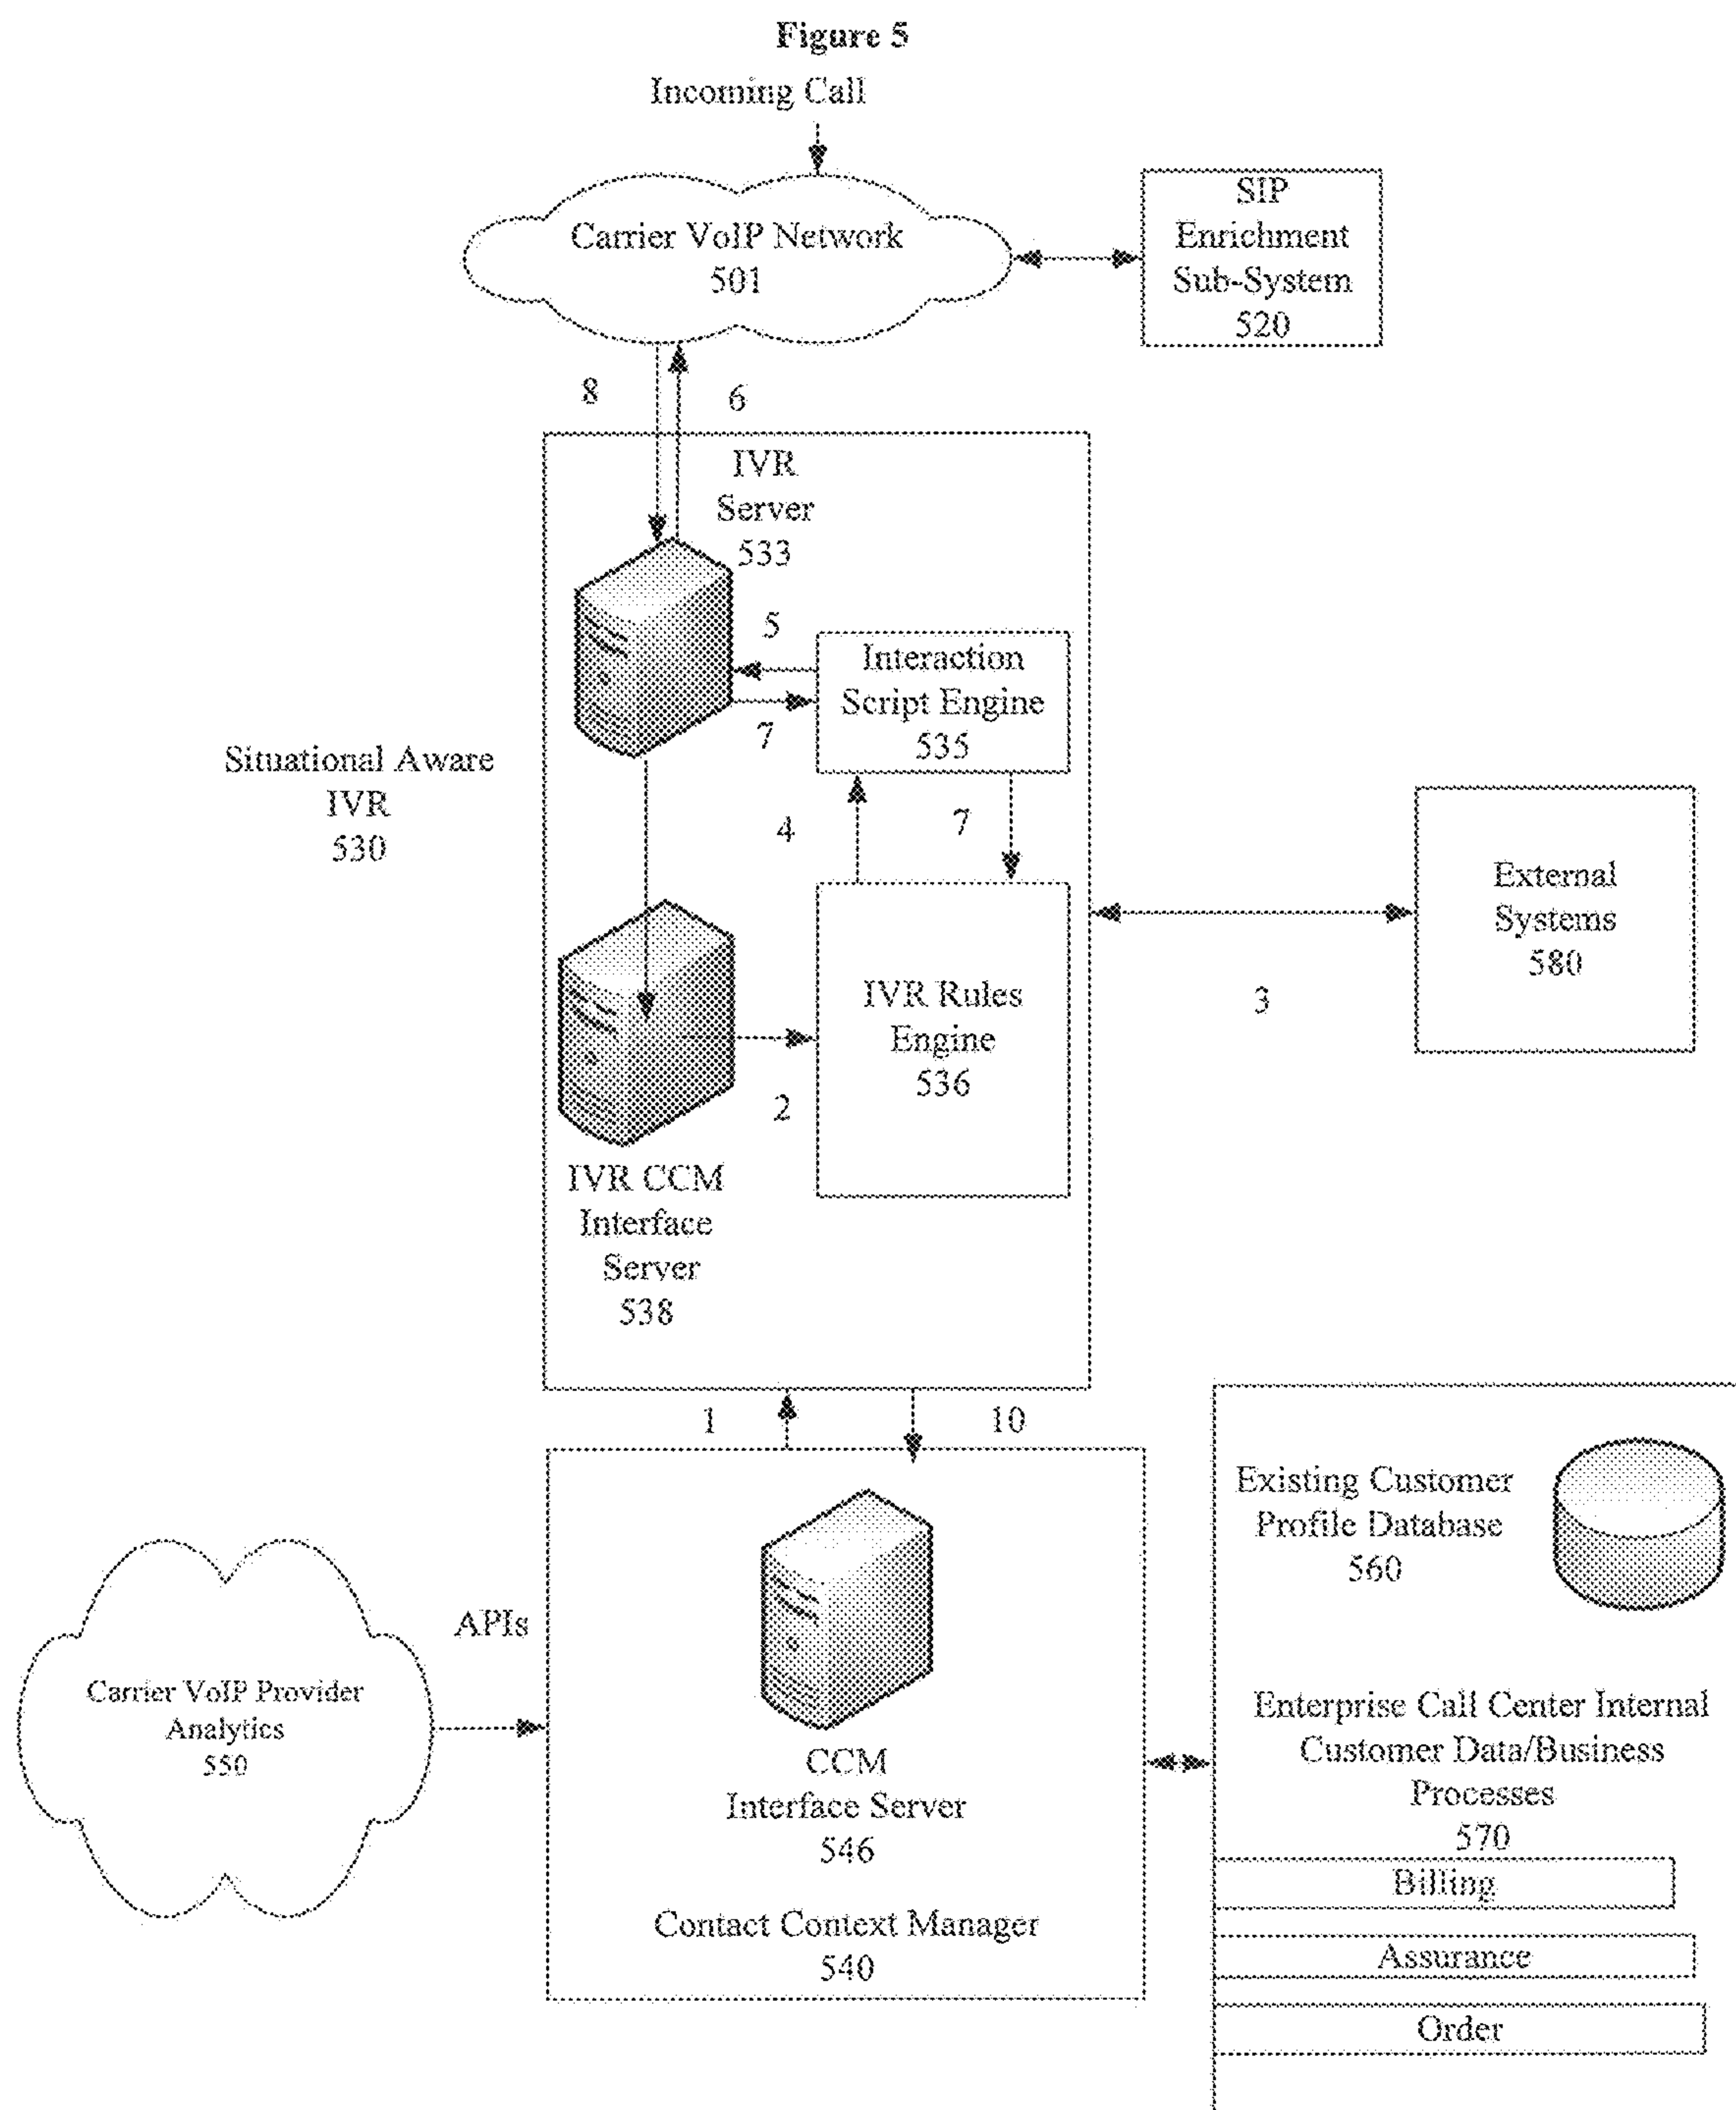 Figure 5
Incoming Call
Carrier VoIP Network
501
SIP
Enrichment
Sub-System
520
8
6
IVR
Server
533
5
7
Interaction
Script Engine
535
Situational Aware
IVR
530
4
7
External
Systems
580
3
IVR Rules
Engine
536
2
IVR CCM
Interface
Server
538
1
10
Existing Customer
Profile Database
560
APIs
Carrier VoIP Provider
Analytics
550
CCM
Interface Server
546
Contact Context Manager
540
Enterprise Call Center Internal
Customer Data/Business
Processes
570
Billing
Assurance
Order